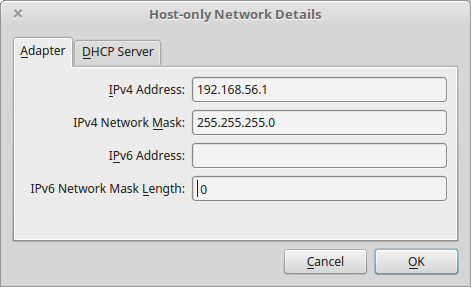 Host-only Network Details
Adapter DHCP Server
IPv4 Address: 192.168.56.1
IPv4 Network Mask: 255.255.255.0
IPv6 Address:
IPv6 Network Mask Length: 0
Cancel OK